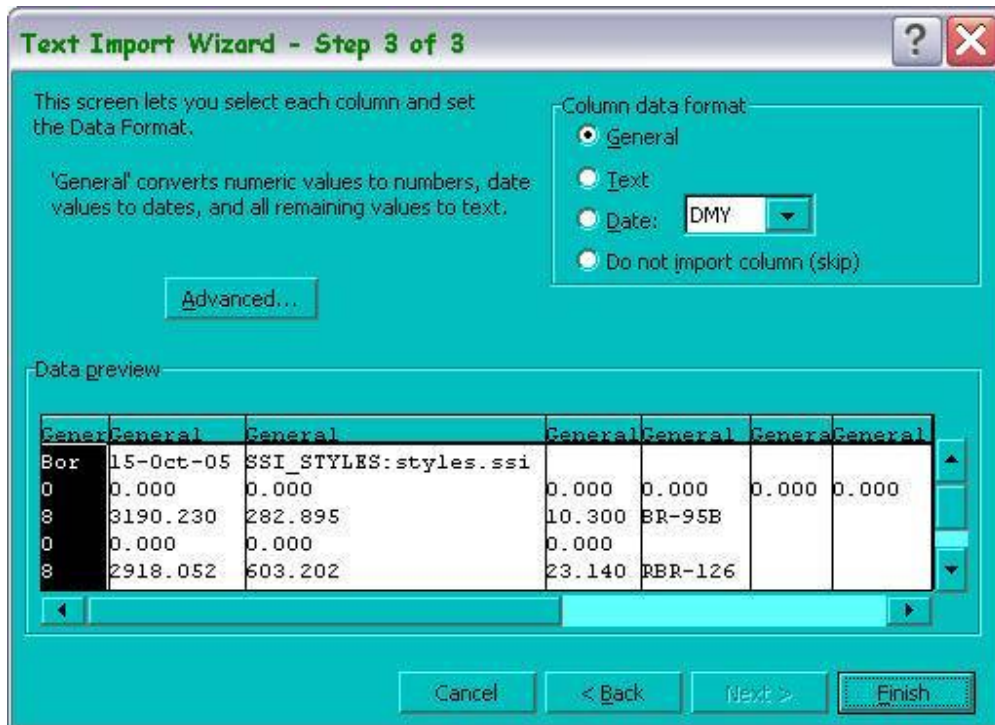 Text Import Wizard - Step 3 of 3
This screen lets you select each column and set
the Data Format.
'General' converts numeric values to numbers, date
values to dates, and all remaining values to text.
Advanced...
Column data format
General
Text
Date: DMY
Do not import column (skip)
Data preview
Gener General General General General Genera General
Bor 15-Oct-05 SSI_STYLES:styles.ssi
0 0.000 0.000 0.000 0.000 0.000 0.000
8 3190.230 282.895 10.300 BR-95B
0 0.000 0.000 0.000
8 2918.052 603.202 23.140 RBR-126
Cancel < Back Next > Finish